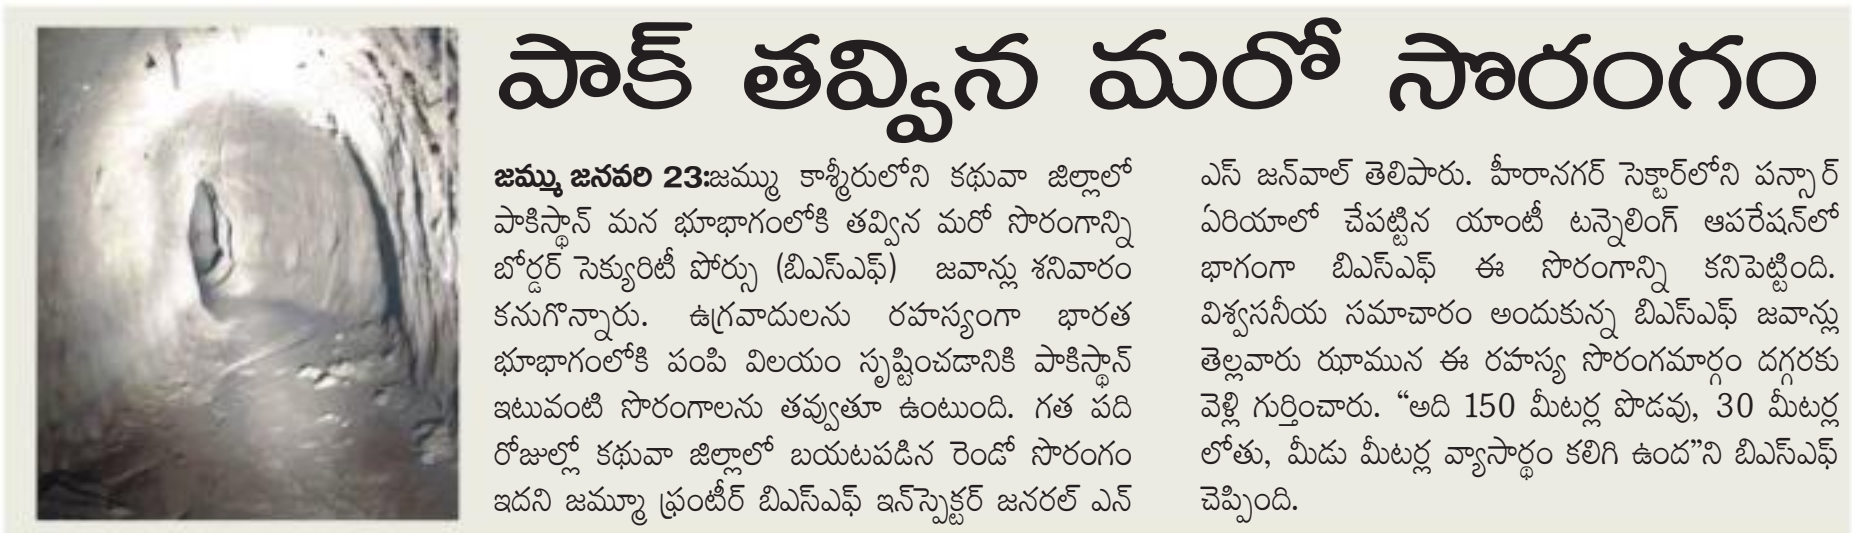 పాక్ తవ్విన మరో సొరంగం
జమ్ము జనవరి 23:జమ్ము కాశ్మీరులోని కథువా జిల్లాలో
పాకిస్థాన్ మన భూభాగంలోకి తవ్విన మరో సొరంగాన్ని
బోర్డర్ సెక్యురిటీ పోర్సు (బిఎస్ఎఫ్) జవాన్లు శనివారం
కనుగొన్నారు. ఉగ్రవాదులను రహస్యంగా భారత
భూభాగంలోకి పంపి విలయం సృష్టించడానికి పాకిస్థాన్
ఇటువంటి సొరంగాలను తవ్వుతూ ఉంటుంది. గత పది
రోజుల్లో కథువా జిల్లాలో బయటపడిన రెండో సొరంగం
ఇదని జమ్మూ ఫ్రంటీర్ బిఎస్ఎఫ్ ఇన్‌స్పెక్టర్ జనరల్ ఎన్
ఎస్ జన్‌వాల్ తెలిపారు. హీరానగర్ సెక్టార్‌లోని పన్సార్
ఏరియాలో చేపట్టిన యాంటీ టన్నెలింగ్ ఆపరేషన్‌లో
భాగంగా బిఎస్ఎఫ్ ఈ సొరంగాన్ని కనిపెట్టింది.
విశ్వసనీయ సమాచారం అందుకున్న బిఎస్ఎఫ్ జవాన్లు
తెల్లవారు ఝామున ఈ రహస్య సొరంగమార్గం దగ్గరకు
వెళ్లి గుర్తించారు. “అది 150 మీటర్ల పొడవు, 30 మీటర్ల
లోతు, మీడు మీటర్ల వ్యాసార్థం కలిగి ఉంద”ని బిఎస్ఎఫ్
చెప్పింది.